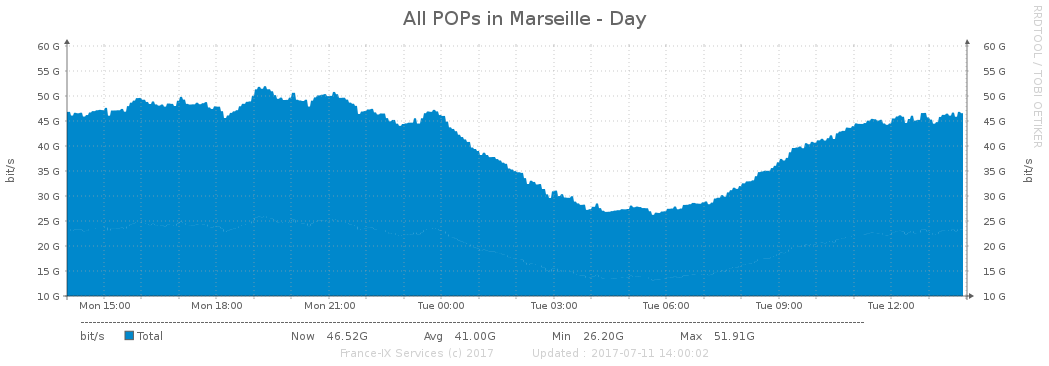 All POPs in Marseille - Day
RRDTOOL / TOBI OETIKER
60 G 60 G
55 G 55 G
50 G 50 G
45 G 45 G
40 G 40 G
35 G 35 G
30 G 30 G
25 G 25 G
20 G 20 G
15 G 15 G
10 G 10 G
bit/s
bit/s
Mon 15:00 Mon 18:00 Mon 21:00 Tue 00:00 Tue 03:00 Tue 06:00 Tue 09:00 Tue 12:00
bit/s Total Now 46.52G Avg 41.00G Min 26.20G Max 51.91G
France-IX Services (c) 2017 Updated : 2017-07-11 14:00:02